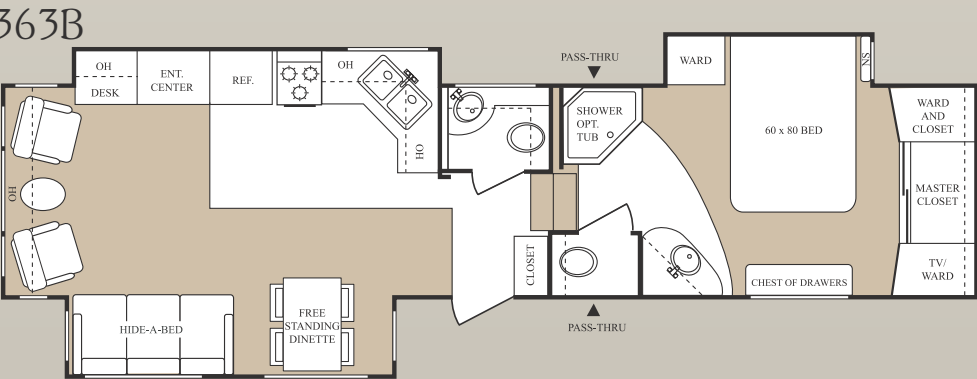 363B
OH
DESK
ENT.
CENTER
REF.
OH
OH
OH
PASS-THRU
SHOWER
OPT.
TUB
WARD
60 x 80 BED
NS
WARD
AND
CLOSET
MASTER
CLOSET
TV/
WARD
CHEST OF DRAWERS
CLOSET
PASS-THRU
HIDE-A-BED
FREE
STANDING
DINETTE